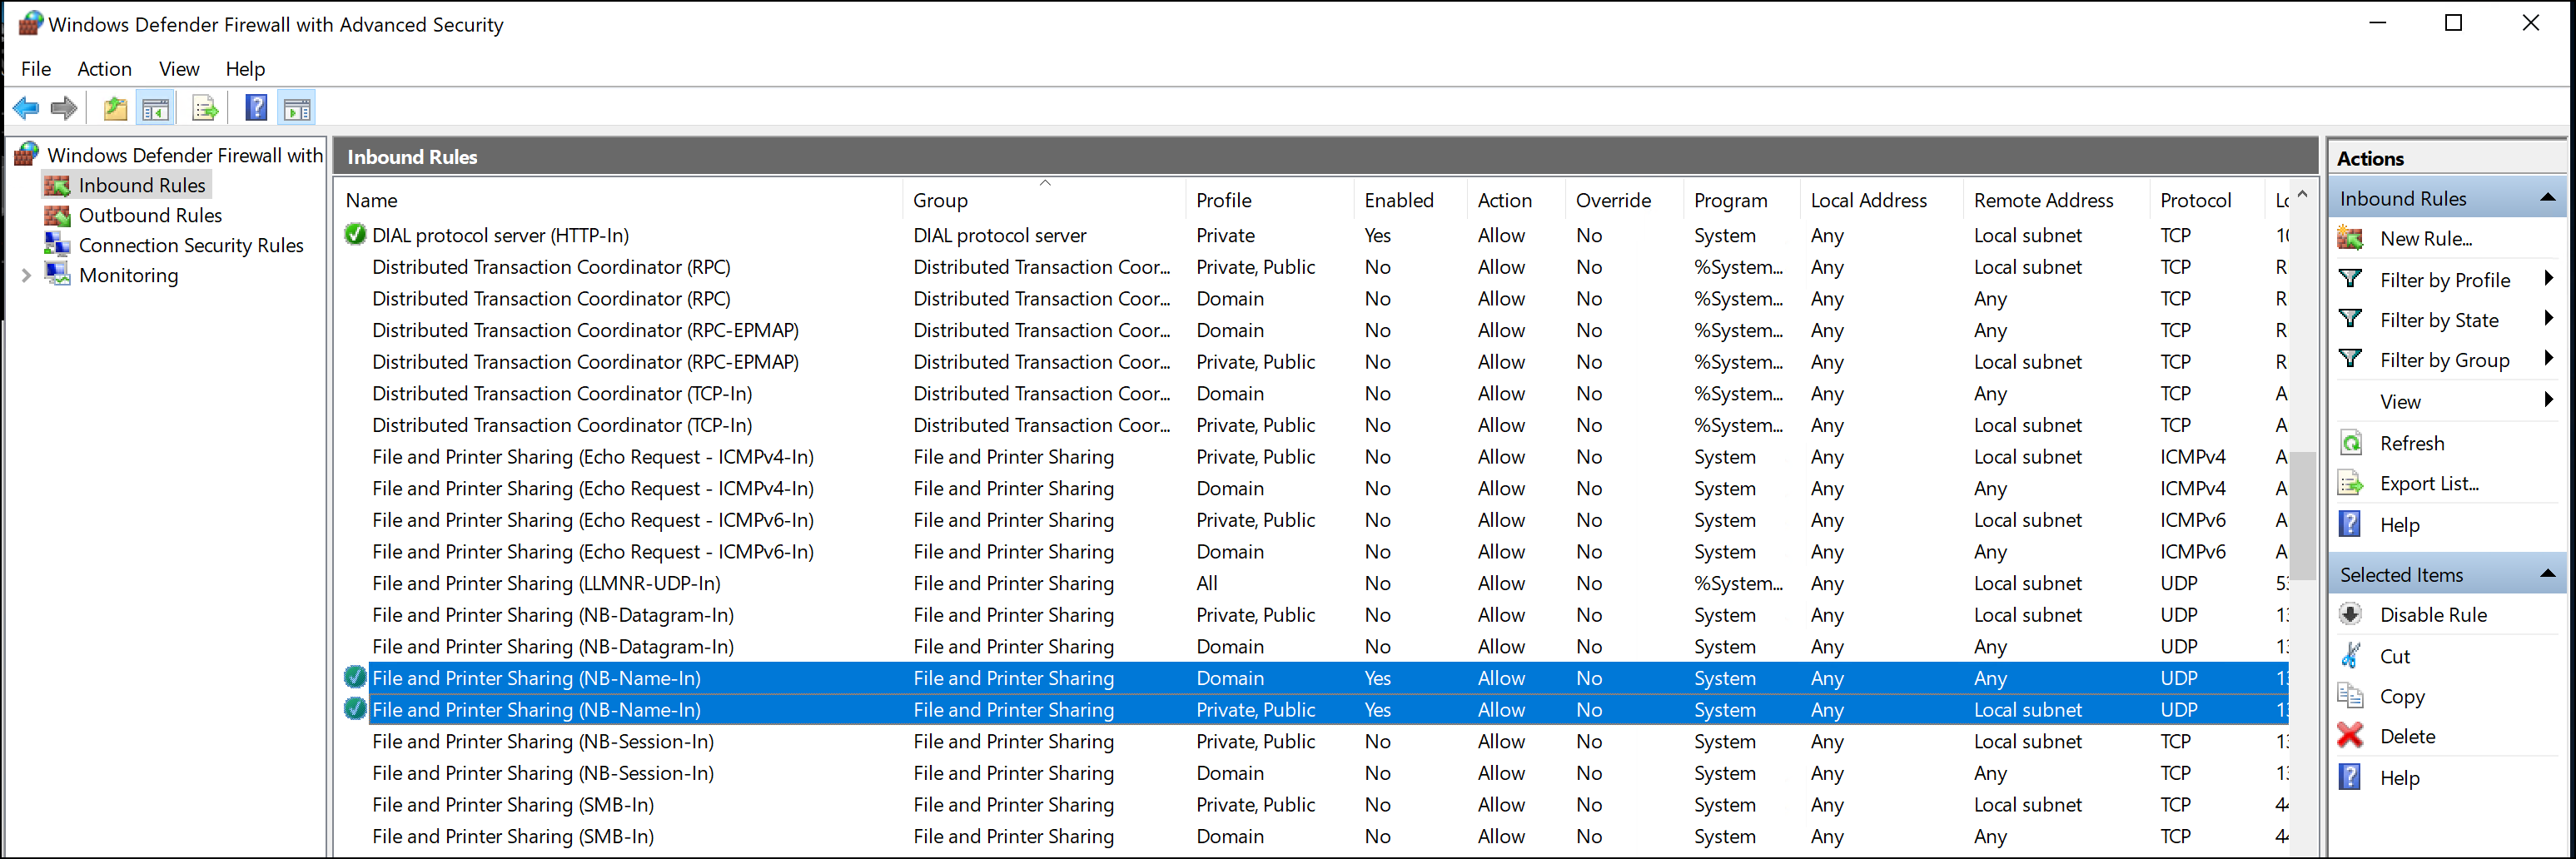 Windows Defender Firewall with Advanced Security
File Action View Help
Windows Defender Firewall with
Inbound Rules
Outbound Rules
Connection Security Rules
Monitoring
Inbound Rules
Name Group Profile Enabled Action Override Program Local Address Remote Address Protocol
DIAL protocol server (HTTP-In) DIAL protocol server Private Yes Allow No System Any Local subnet TCP 10
Distributed Transaction Coordinator (RPC) Distributed Transaction Coor... Private, Public No Allow No %System... Any Local subnet TCP R
Distributed Transaction Coordinator (RPC) Distributed Transaction Coor... Domain No Allow No %System... Any Any TCP R
Distributed Transaction Coordinator (RPC-EPMAP) Distributed Transaction Coor... Domain No Allow No %System... Any Any TCP R
Distributed Transaction Coordinator (RPC-EPMAP) Distributed Transaction Coor... Private, Public No Allow No %System... Any Local subnet TCP R
Distributed Transaction Coordinator (TCP-In) Distributed Transaction Coor... Domain No Allow No %System... Any Any TCP A
Distributed Transaction Coordinator (TCP-In) Distributed Transaction Coor... Private, Public No Allow No %System... Any Local subnet TCP A
File and Printer Sharing (Echo Request - ICMPv4-In) File and Printer Sharing Private, Public No Allow No System Any Local subnet ICMPv4 A
File and Printer Sharing (Echo Request - ICMPv4-In) File and Printer Sharing Domain No Allow No System Any Any ICMPv4 A
File and Printer Sharing (Echo Request - ICMPv6-In) File and Printer Sharing Private, Public No Allow No System Any Local subnet ICMPv6 A
File and Printer Sharing (Echo Request - ICMPv6-In) File and Printer Sharing Domain No Allow No System Any Any ICMPv6 A
File and Printer Sharing (LLMNR-UDP-In) File and Printer Sharing All No Allow No %System... Any Local subnet UDP 53
File and Printer Sharing (NB-Datagram-In) File and Printer Sharing Private, Public No Allow No System Any Local subnet UDP 13
File and Printer Sharing (NB-Datagram-In) File and Printer Sharing Domain No Allow No System Any Any UDP 13
File and Printer Sharing (NB-Name-In) File and Printer Sharing Domain Yes Allow No System Any Any UDP 13
File and Printer Sharing (NB-Name-In) File and Printer Sharing Private, Public Yes Allow No System Any Local subnet UDP 13
File and Printer Sharing (NB-Session-In) File and Printer Sharing Private, Public No Allow No System Any Local subnet TCP 13
File and Printer Sharing (NB-Session-In) File and Printer Sharing Domain No Allow No System Any Any TCP 13
File and Printer Sharing (SMB-In) File and Printer Sharing Private, Public No Allow No System Any Local subnet TCP 44
File and Printer Sharing (SMB-In) File and Printer Sharing Domain No Allow No System Any Any TCP 44
Actions
Inbound Rules
New Rule...
Filter by Profile
Filter by State
Filter by Group
View
Refresh
Export List...
Help
Selected Items
Disable Rule
Cut
Copy
Delete
Help